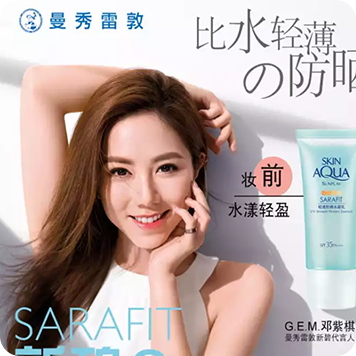 曼秀雷敦
比水轻薄
の防晒
SKIN
AQUA
SARAFIT
SPF35
妆前
水漾轻盈
G.E.M.邓紫棋
曼秀雷敦新碧代言人
SARAFIT